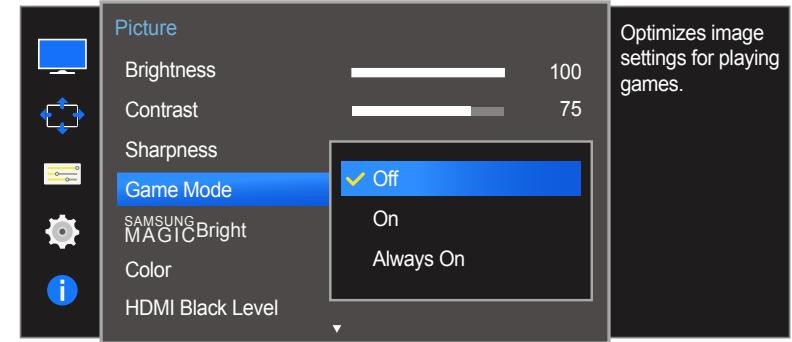 Picture
Brightness 100
Contrast 75
Sharpness
Game Mode
SAMSUNG
MAGICBright
Color
HDMI Black Level
Off
On
Always On
Optimizes image
settings for playing
games.